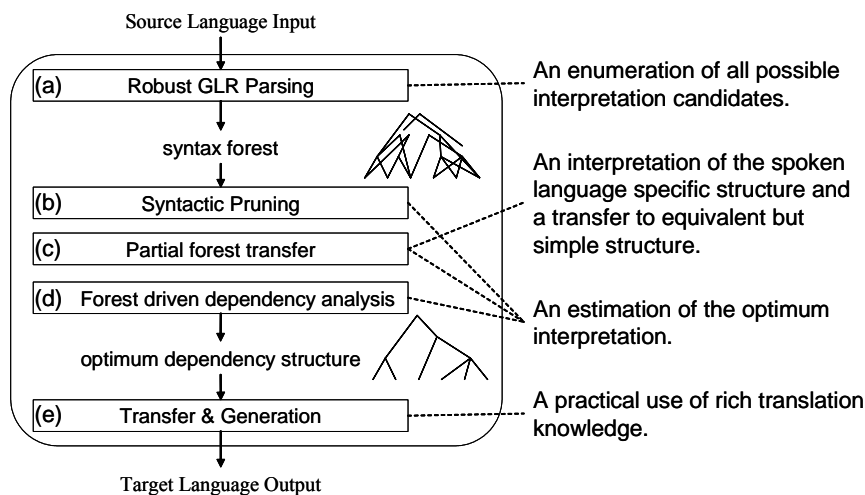 Source Language Input
(a) Robust GLR Parsing
An enumeration of all possible
interpretation candidates.
syntax forest
An interpretation of the spoken
language specific structure and
a transfer to equivalent but
simple structure.
(b) Syntactic Pruning
(c) Partial forest transfer
(d) Forest driven dependency analysis
An estimation of the optimum
interpretation.
optimum dependency structure
(e) Transfer & Generation
A practical use of rich translation
knowledge.
Target Language Output